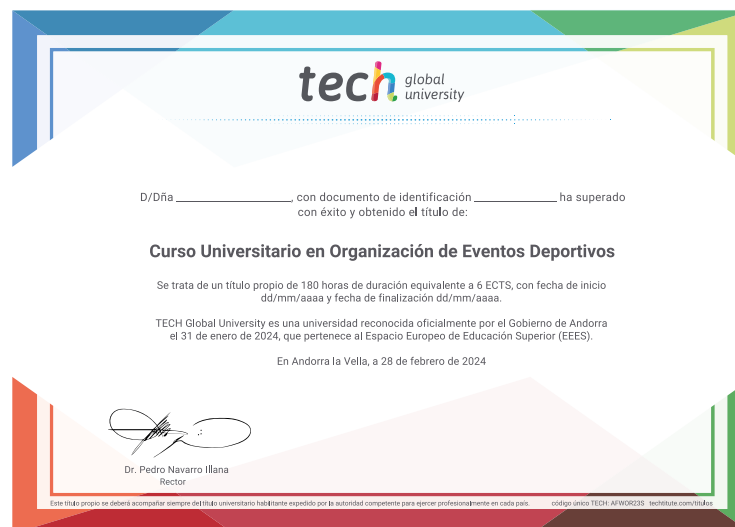 tech global university
D/Dña ____________________, con documento de identificación ______________ ha superado
con éxito y obtenido el título de:
Curso Universitario en Organización de Eventos Deportivos
Se trata de un título propio de 180 horas de duración equivalente a 6 ECTS, con fecha de inicio
dd/mm/aaaa y fecha de finalización dd/mm/aaaa.
TECH Global University es una universidad reconocida oficialmente por el Gobierno de Andorra
el 31 de enero de 2024, que pertenece al Espacio Europeo de Educación Superior (EEES).
En Andorra la Vella, a 28 de febrero de 2024
Dr. Pedro Navarro Illana
Rector
Este título propio se deberá acompañar siempre del título universitario habilitante expedido por la autoridad competente para ejercer profesionalmente en cada país. código único TECH: AFWOR23S techtitute.com/titulos